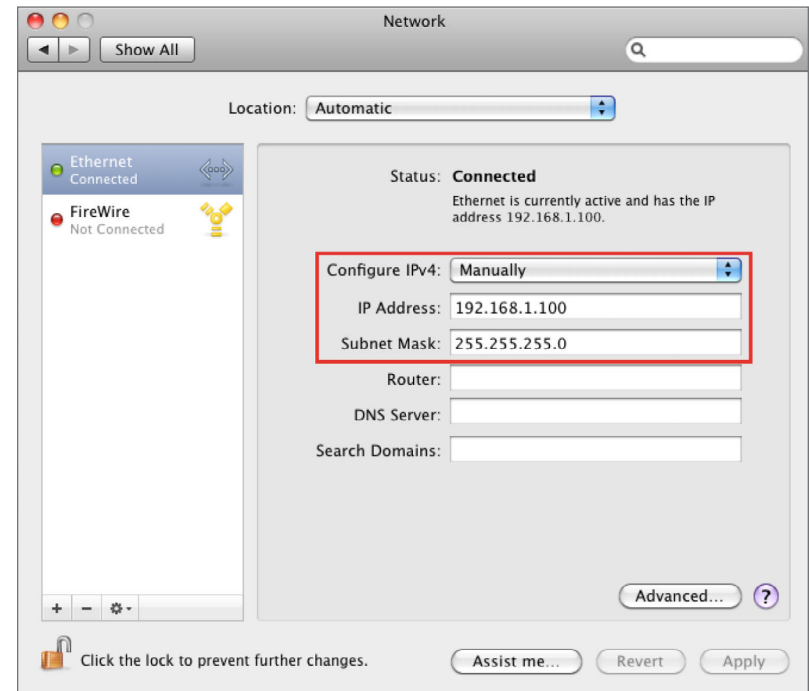 Network
Show All
Location: Automatic
Ethernet
Connected
FireWire
Not Connected
Status: Connected
Ethernet is currently active and has the IP
address 192.168.1.100.
Configure IPv4: Manually
IP Address: 192.168.1.100
Subnet Mask: 255.255.255.0
Router:
DNS Server:
Search Domains:
Advanced... ?
+ –
Click the lock to prevent further changes.
Assist me... Revert Apply